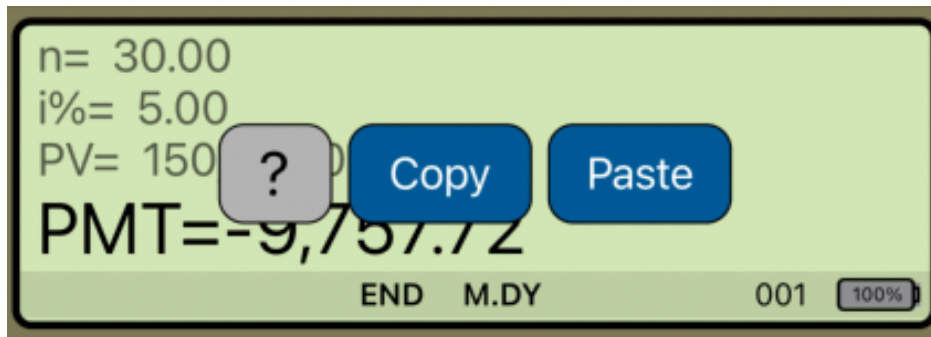 n= 30.00
i%= 5.00
PV= 150
? Copy Paste
PMT=-9,757.72
END M.DY 001 100%